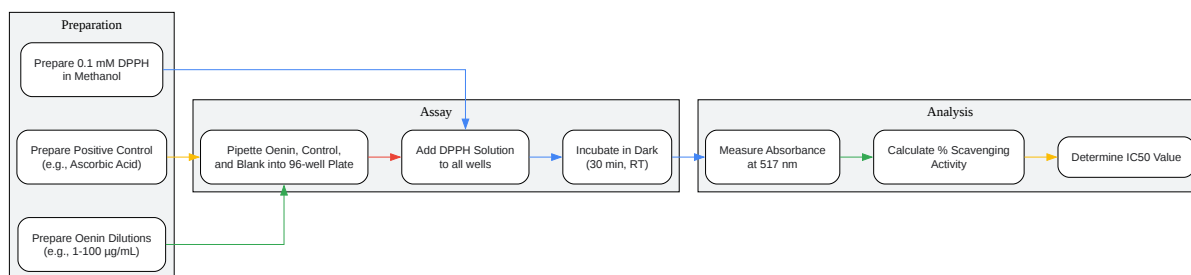 Preparation
Prepare 0.1 mM DPPH
in Methanol
Prepare Positive Control
(e.g., Ascorbic Acid)
Prepare Oenin Dilutions
(e.g., 1-100 µg/mL)
Assay
Pipette Oenin, Control,
and Blank into 96-well Plate
Add DPPH Solution
to all wells
Incubate in Dark
(30 min, RT)
Analysis
Measure Absorbance
at 517 nm
Calculate % Scavenging
Activity
Determine IC50 Value